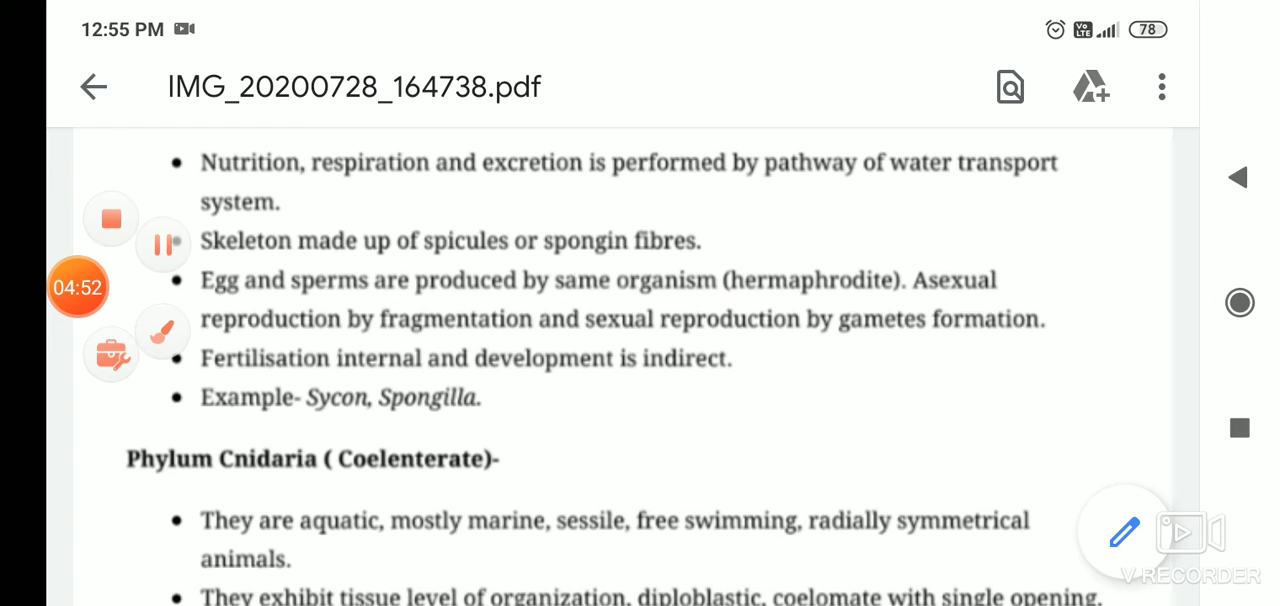 12:55 PM
Vo LTE 78
IMG_20200728_164738.pdf
• Nutrition, respiration and excretion is performed by pathway of water transport
system.
Skeleton made up of spicules or spongin fibres.
• Egg and sperms are produced by same organism (hermaphrodite). Asexual
04:52
reproduction by fragmentation and sexual reproduction by gametes formation.
• Fertilisation internal and development is indirect.
• Example- Sycon, Spongilla.
Phylum Cnidaria ( Coelenterate)-
• They are aquatic, mostly marine, sessile, free swimming, radially symmetrical
animals.
• They exhibit tissue level of organization, diploblastic, coelomate with single opening,
V RECORDER